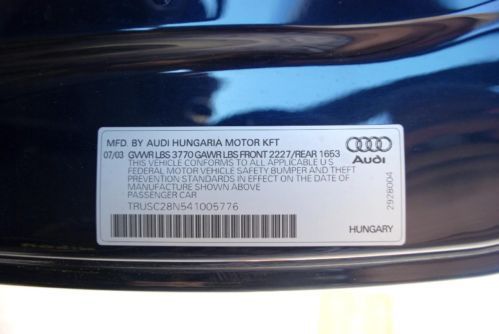 MFD. BY AUDI HUNGARIA MOTOR KFT
07/03 GVWR LBS 3770 GAWR LBS FRONT 2227/REAR 1653
THIS VEHICLE CONFORMS TO ALL APPLICABLE U S
FEDERAL MOTOR VEHICLE SAFETY BUMPER AND THEFT
PREVENTION STANDARDS IN EFFECT ON THE DATE OF
MANUFACTURE SHOWN ABOVE
PASSENGER CAR
TRUSC28N541005776
Audi
2928004
HUNGARY